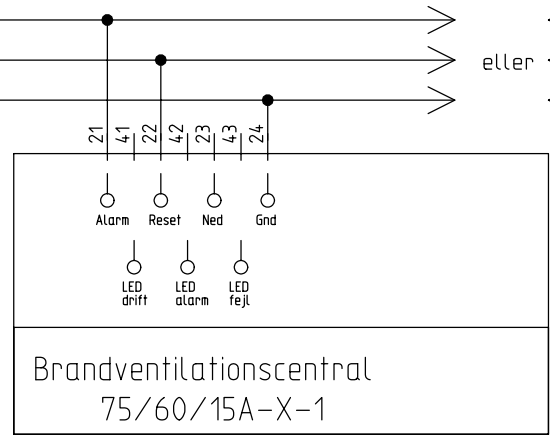 eller
21 41 22 42 23 43 24
Alarm Reset Ned Gnd
LED LED LED
drift alarm fejl
Brandventilationscentral
75/60/15A-X-1